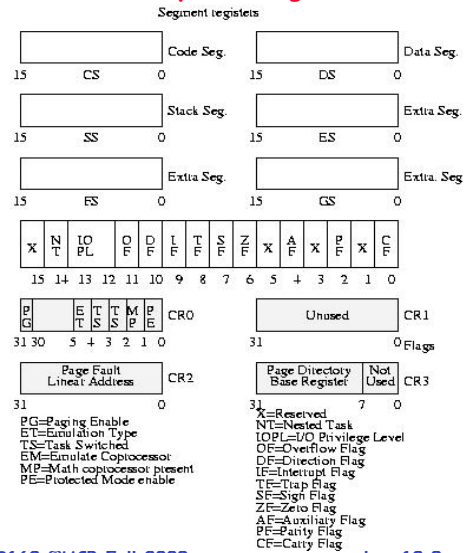 Segment registers
Code Seg. Data Seg.
15 CS 0 15 DS 0
Stack Seg. Extra Seg.
15 SS 0 15 ES 0
Extra Seg. Extra. Seg
15 FS 0 15 GS 0
X NT IOPL OF DF IF TF SF ZF X AF X PF X CF
15 14 13 12 11 10 9 8 7 6 5 4 3 2 1 0
PG ET TS TS MP PE CR0 Unused CR1
31 30 5 4 3 2 1 0 31 0 Flags
Page Fault Linear Address CR2 Page Directory Base Register Not Used CR3
31 0 31 7 0
PG=Paging Enable
ET=Emulation Type
TS=Task Switched
EM=Emulate Coprocessor
MP=Math coprocessor present
PE=Protected Mode enable
X=Reserved
NT=Nested Task
IOPL=I/O Privilege Level
OF=Overflow Flag
DF=Direction Flag
IF=Interrupt Flag
TF=Trap Flag
SF=Sign Flag
ZF=Zero Flag
AF=Auxiliary Flag
PF=Parity Flag
CF=Carry Flag